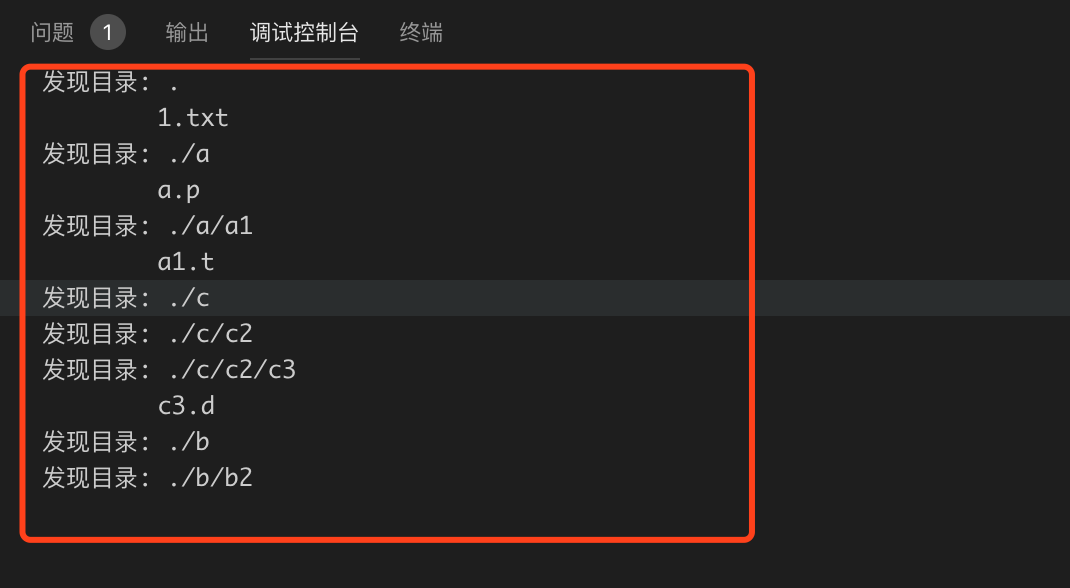 问题 1 输出 调试控制台 终端
发现目录: .
1.txt
发现目录: ./a
a.p
发现目录: ./a/a1
a1.t
发现目录: ./c
发现目录: ./c/c2
发现目录: ./c/c2/c3
c3.d
发现目录: ./b
发现目录: ./b/b2